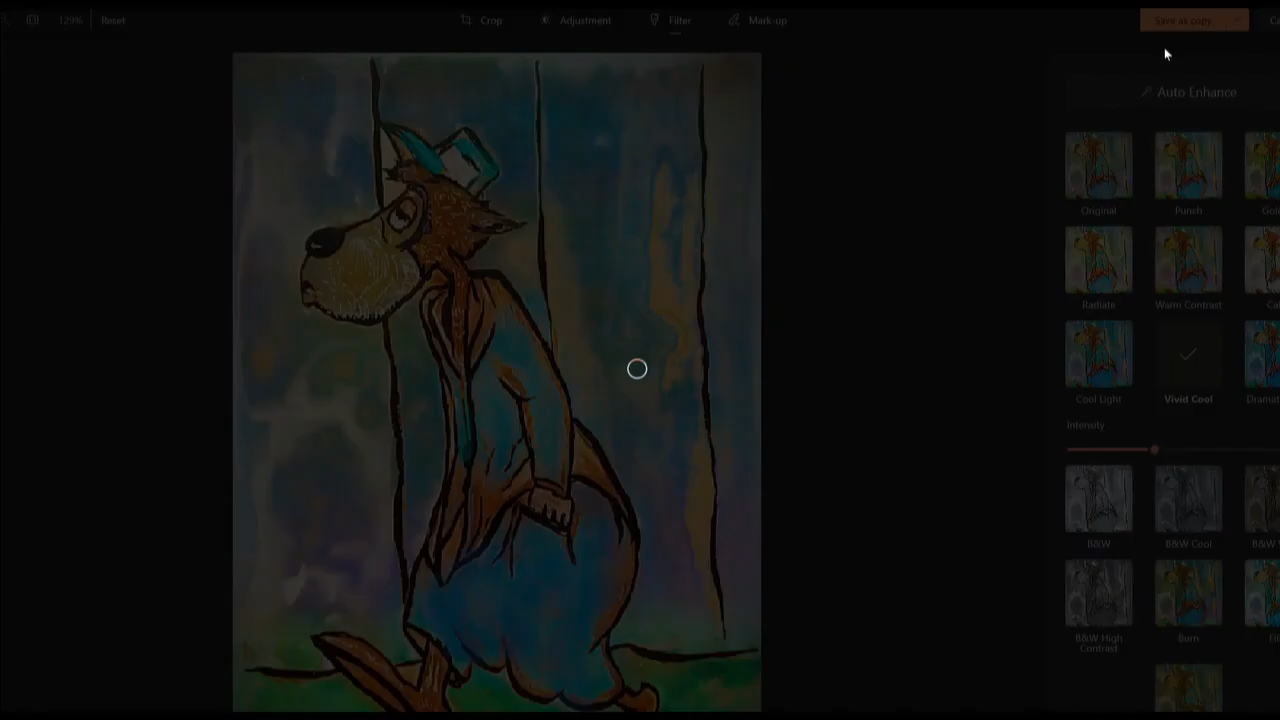 129% Reset Crop Adjustment Filter Mark-up Save as copy
Auto Enhance
Original Punch
Radiate Warm Contrast
Cool Light Vivid Cool
Intensity
B&W B&W Cool B&W
B&W High
Contrast
Burn